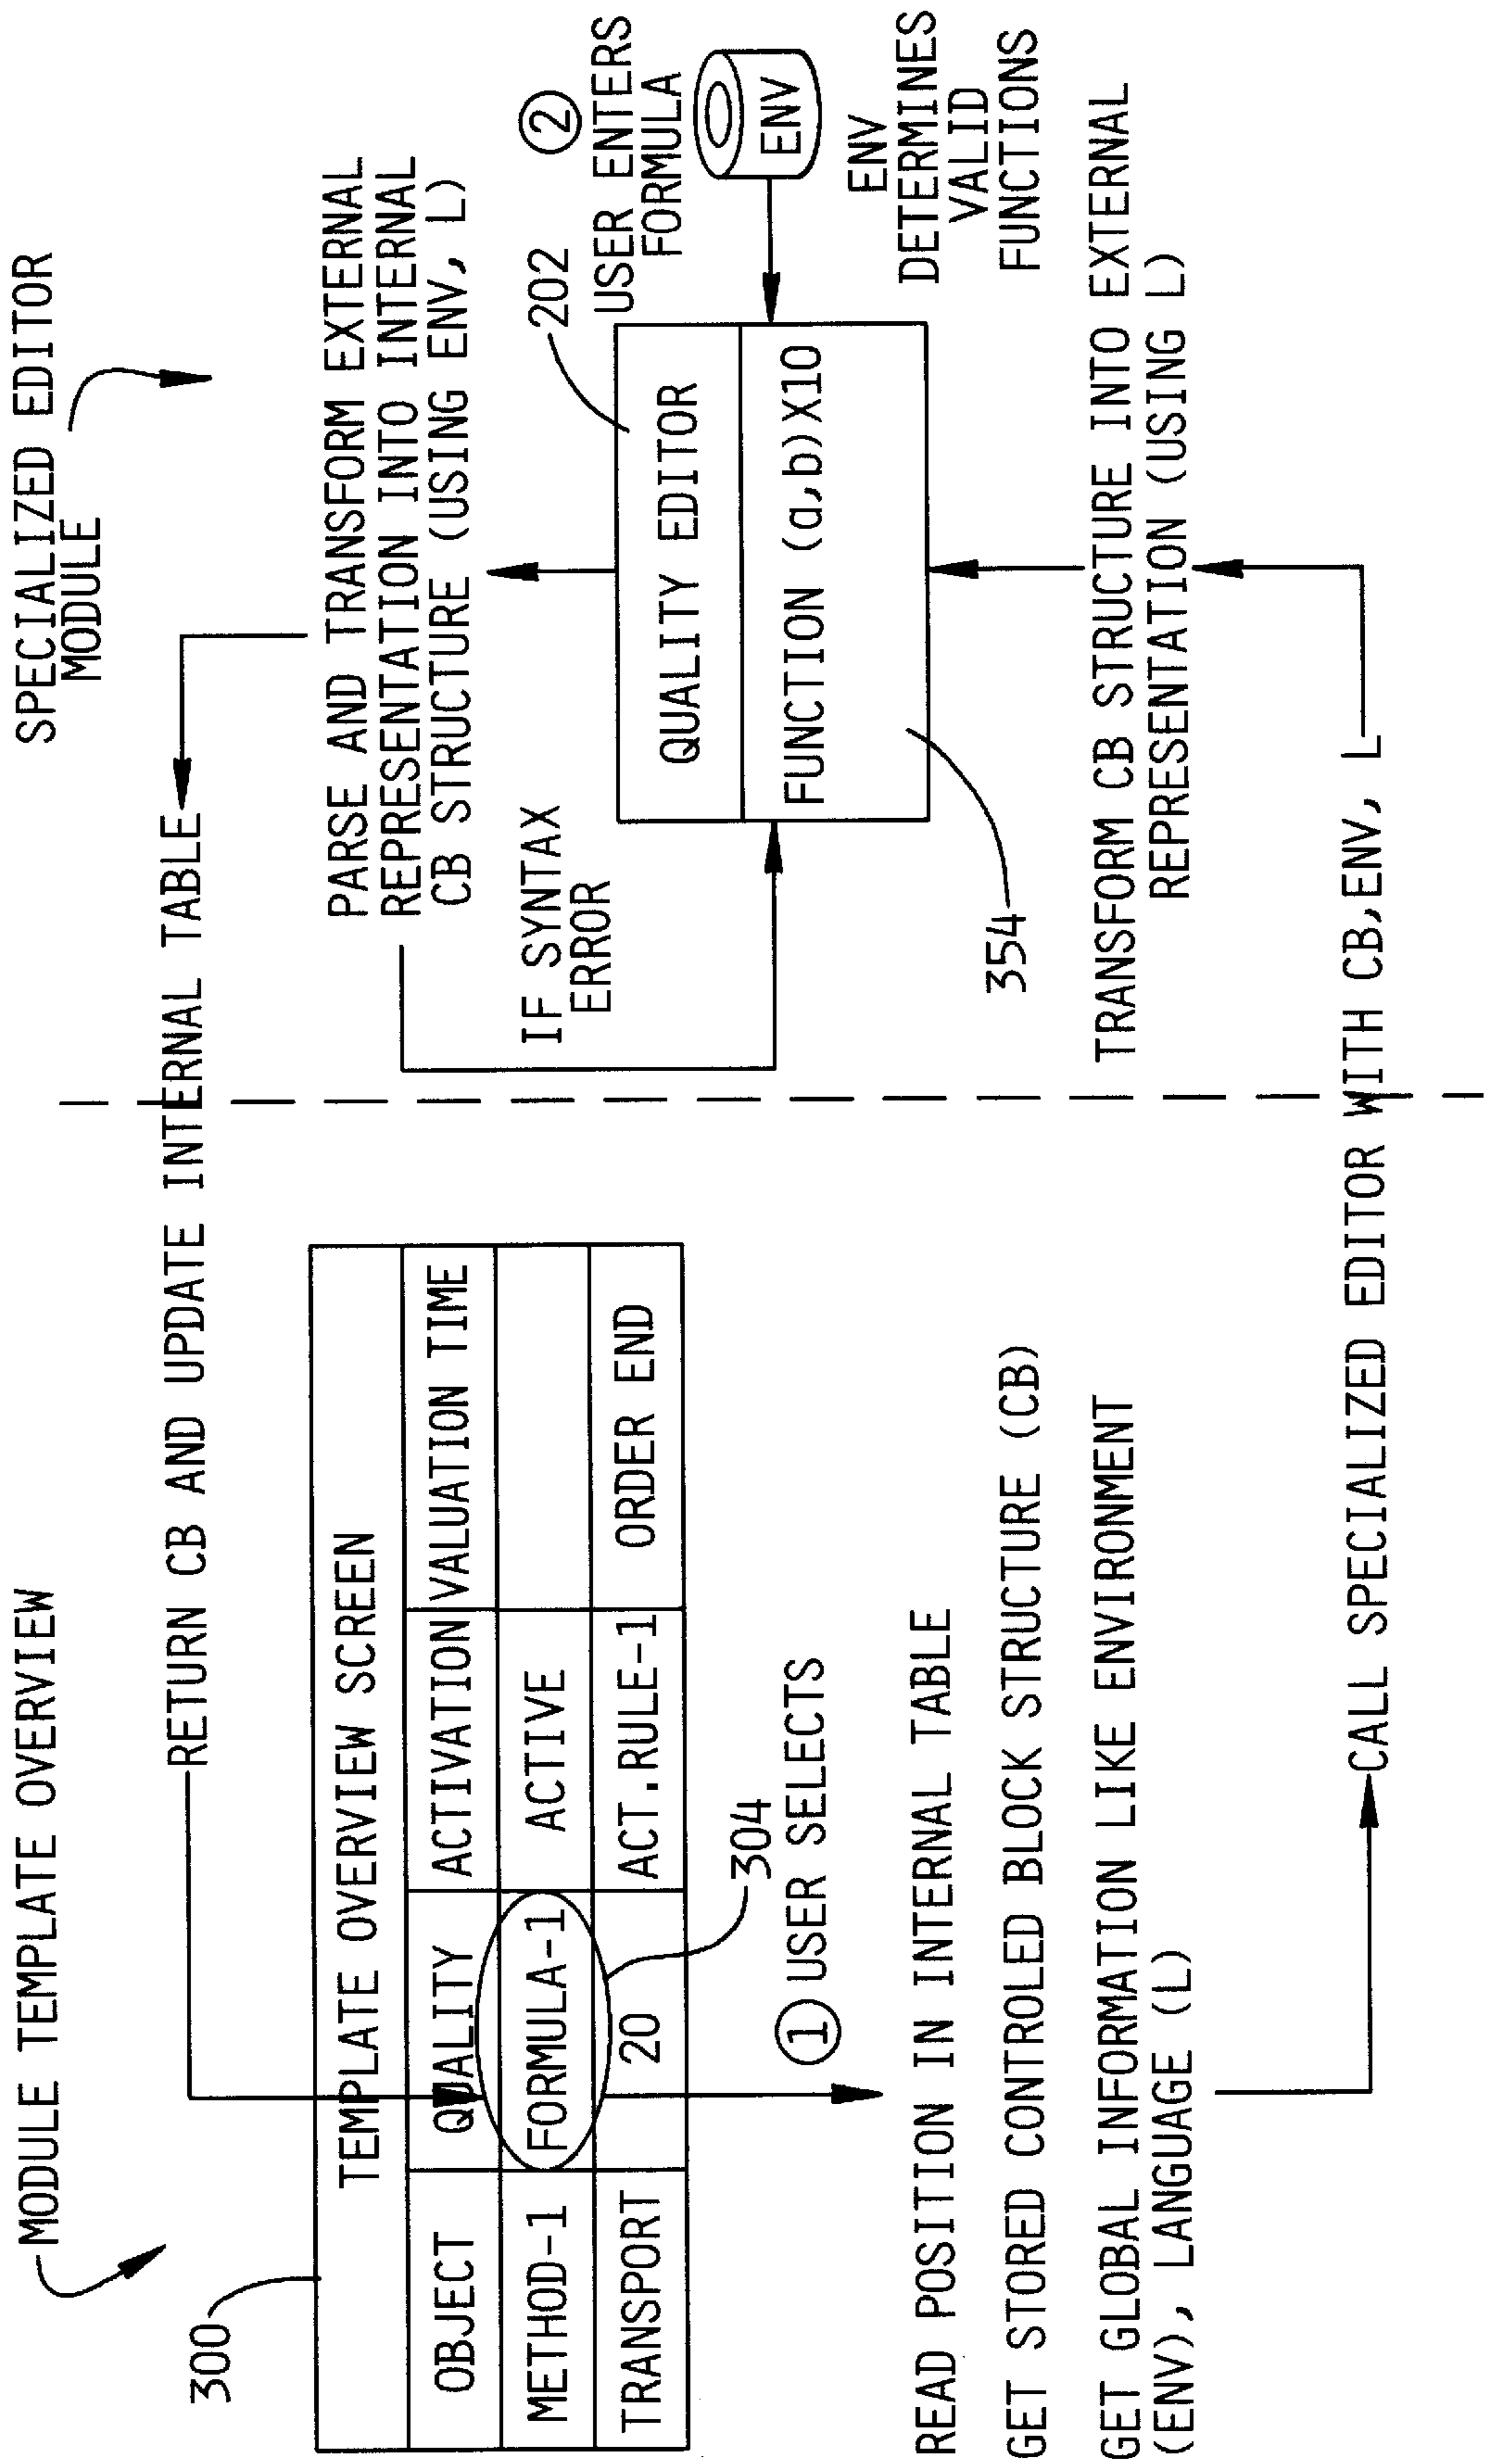 MODULE TEMPLATE OVERVIEW
RETURN CB AND UPDATE INTERNAL TABLE
300
TEMPLATE OVERVIEW SCREEN
OBJECT QUALITY ACTIVATION VALUATION TIME
METHOD-1 FORMULA-1 ACTIVE
TRANSPORT 20 ACT.RULE-1 ORDER END
304
1 USER SELECTS
READ POSITION IN INTERNAL TABLE
GET STORED CONTROLED BLOCK STRUCTURE (CB)
GET GLOBAL INFORMATION LIKE ENVIRONMENT
(ENV), LANGUAGE (L)
CALL SPECIALIZED EDITOR WITH CB,ENV, L
SPECIALIZED EDITOR
MODULE
PARSE AND TRANSFORM EXTERNAL
REPRESENTATION INTO INTERNAL
CB STRUCTURE (USING ENV, L)
IF SYNTAX
ERROR
202
2
USER ENTERS
FORMULA
QUALITY EDITOR
FUNCTION (a,b)X10
ENV
ENV
DETERMINES
VALID
FUNCTIONS
354
TRANSFORM CB STRUCTURE INTO EXTERNAL
REPRESENTATION (USING L)